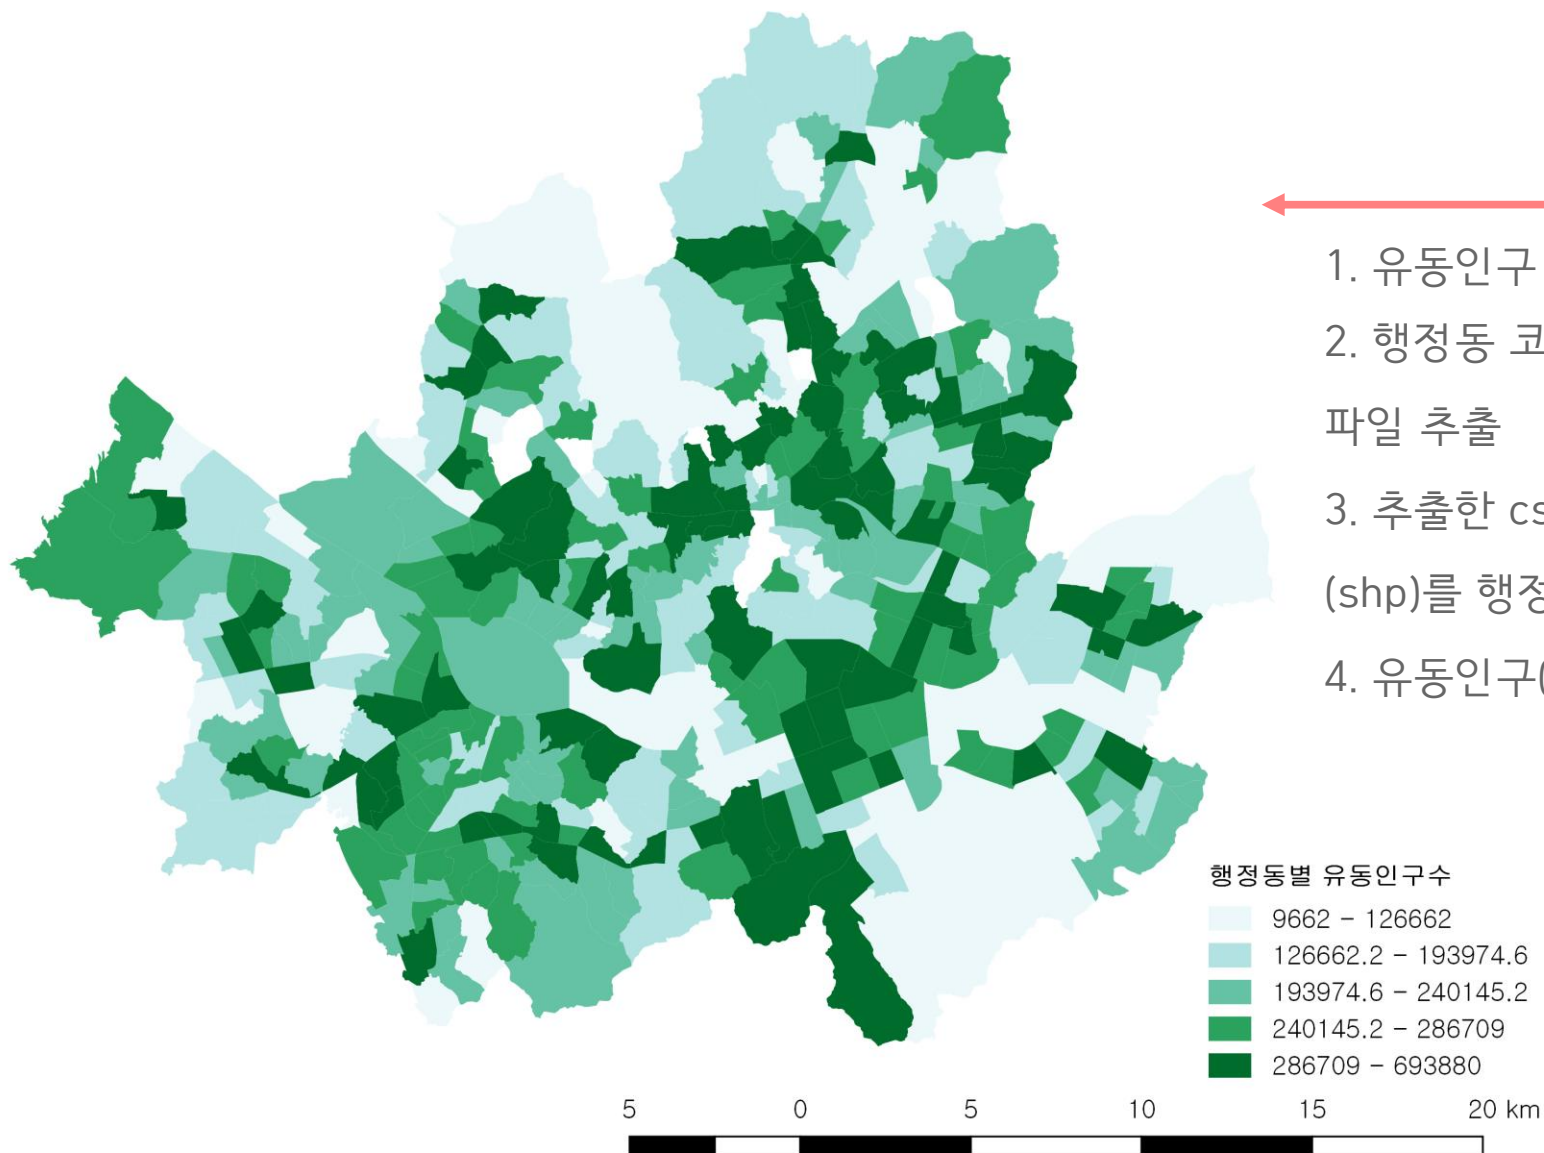 1. 유동인구
2. 행정동 코
파일 추출
3. 추출한 cs
(shp)를 행정
4. 유동인구(
행정동별 유동인구수
9662 - 126662
126662.2 - 193974.6
193974.6 - 240145.2
240145.2 - 286709
286709 - 693880
5 0 5 10 15 20 km